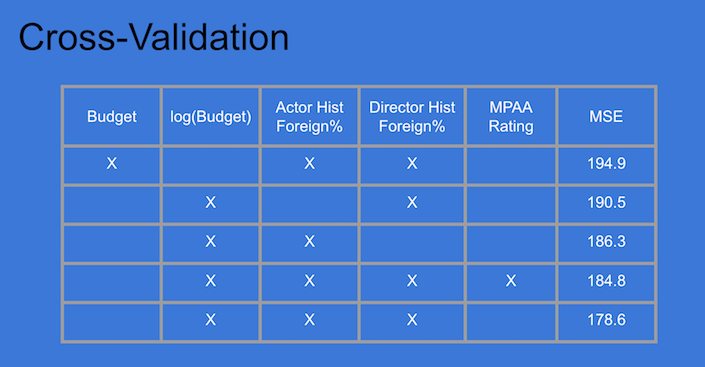 Cross-Validation
Budget log(Budget) Actor Hist Foreign% Director Hist Foreign% MPAA Rating MSE
X X X 194.9
X X 190.5
X X 186.3
X X X X 184.8
X X X 178.6